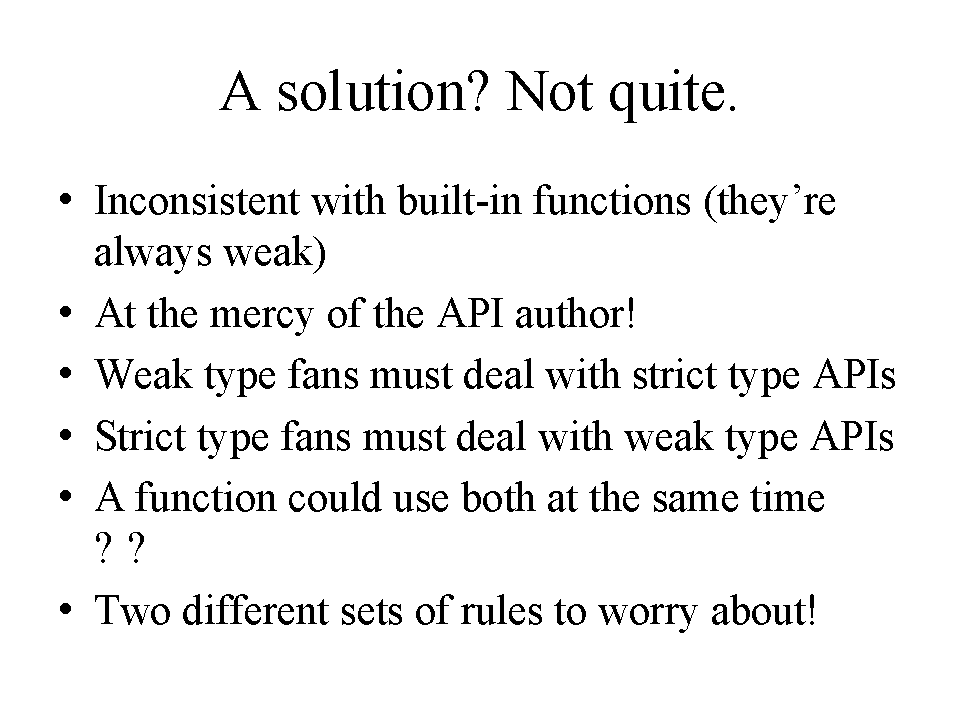 A solution? Not quite.
• Inconsistent with built-in functions (they’re
always weak)
• At the mercy of the API author!
• Weak type fans must deal with strict type APIs
• Strict type fans must deal with weak type APIs
• A function could use both at the same time
? ?
• Two different sets of rules to worry about!